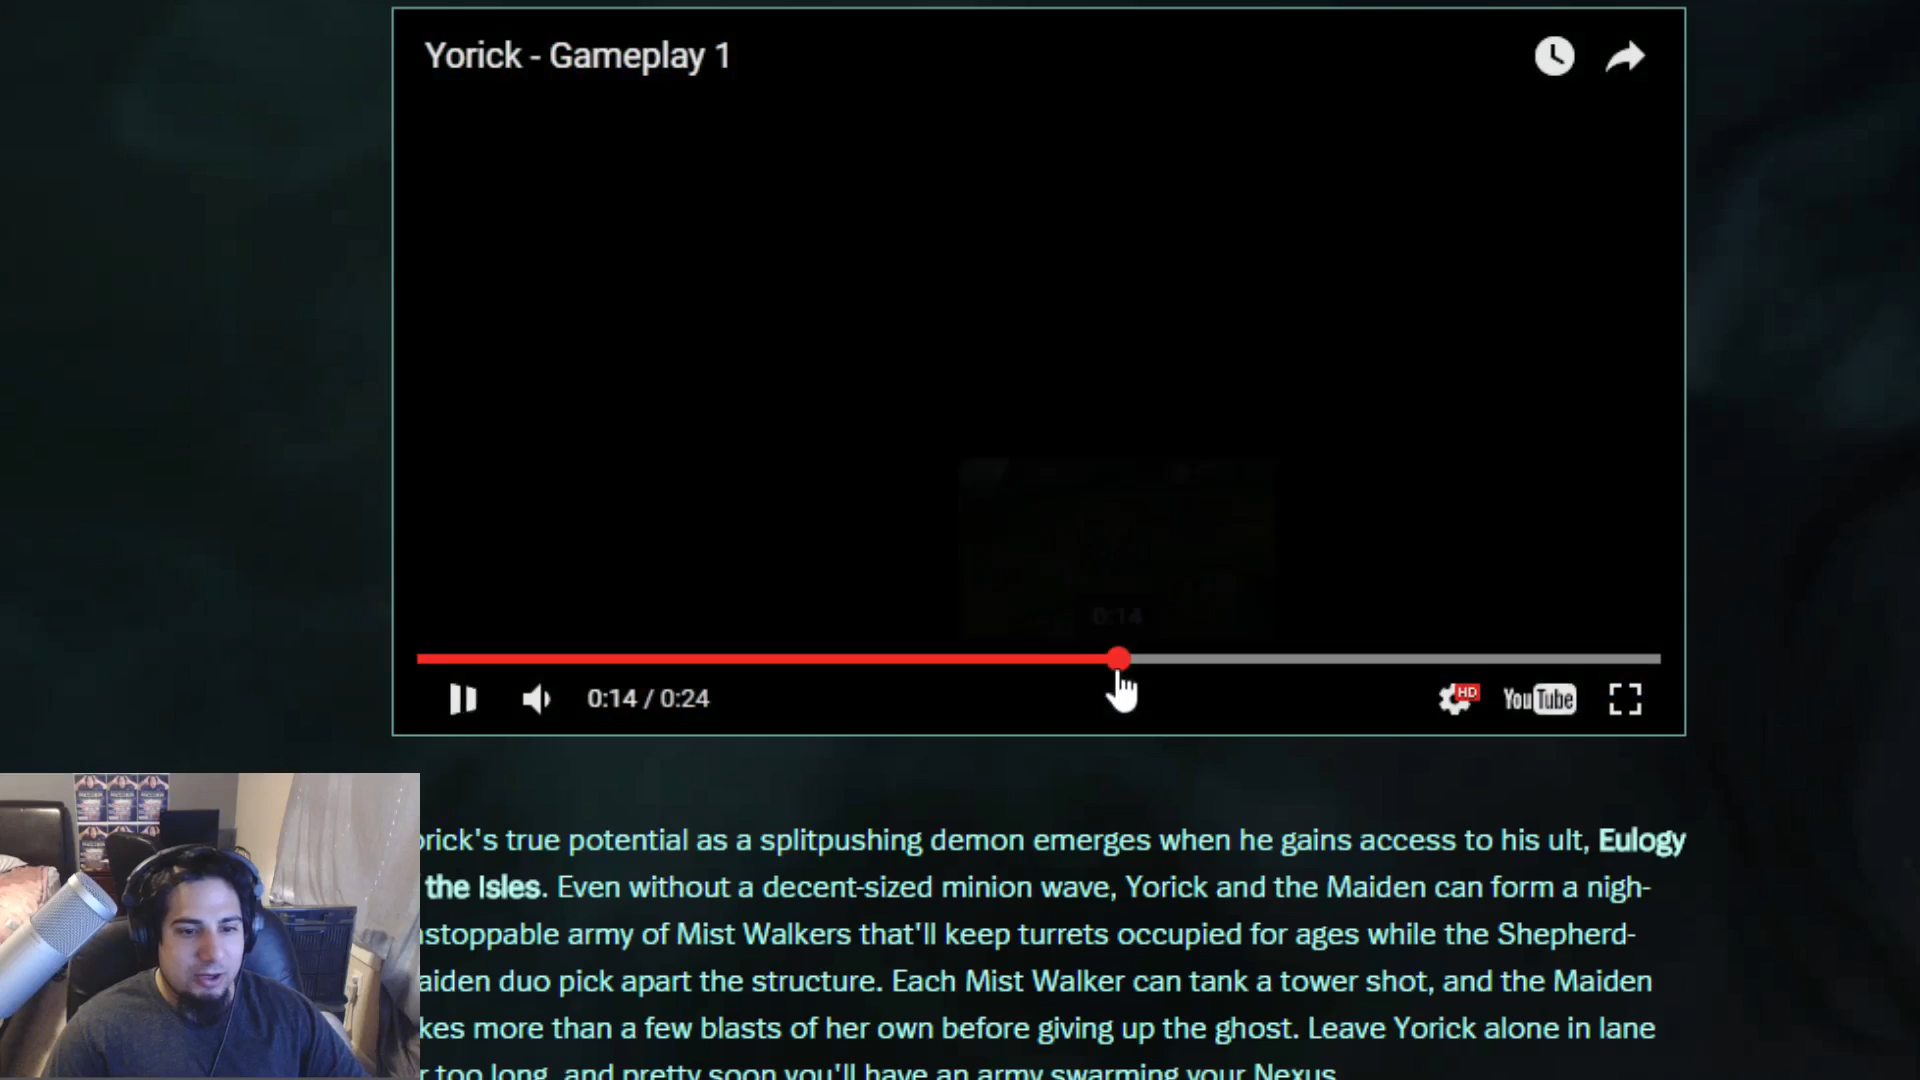 Yorick - Gameplay 1
0:14
0:14 / 0:24
HD
YouTube
orick's true potential as a splitpushing demon emerges when he gains access to his ult, Eulogy
the Isles. Even without a decent-sized minion wave, Yorick and the Maiden can form a nigh-
nstoppable army of Mist Walkers that'll keep turrets occupied for ages while the Shepherd-
aiden duo pick apart the structure. Each Mist Walker can tank a tower shot, and the Maiden
kes more than a few blasts of her own before giving up the ghost. Leave Yorick alone in lane
r too long, and pretty soon you'll have an army swarming your Nexus.